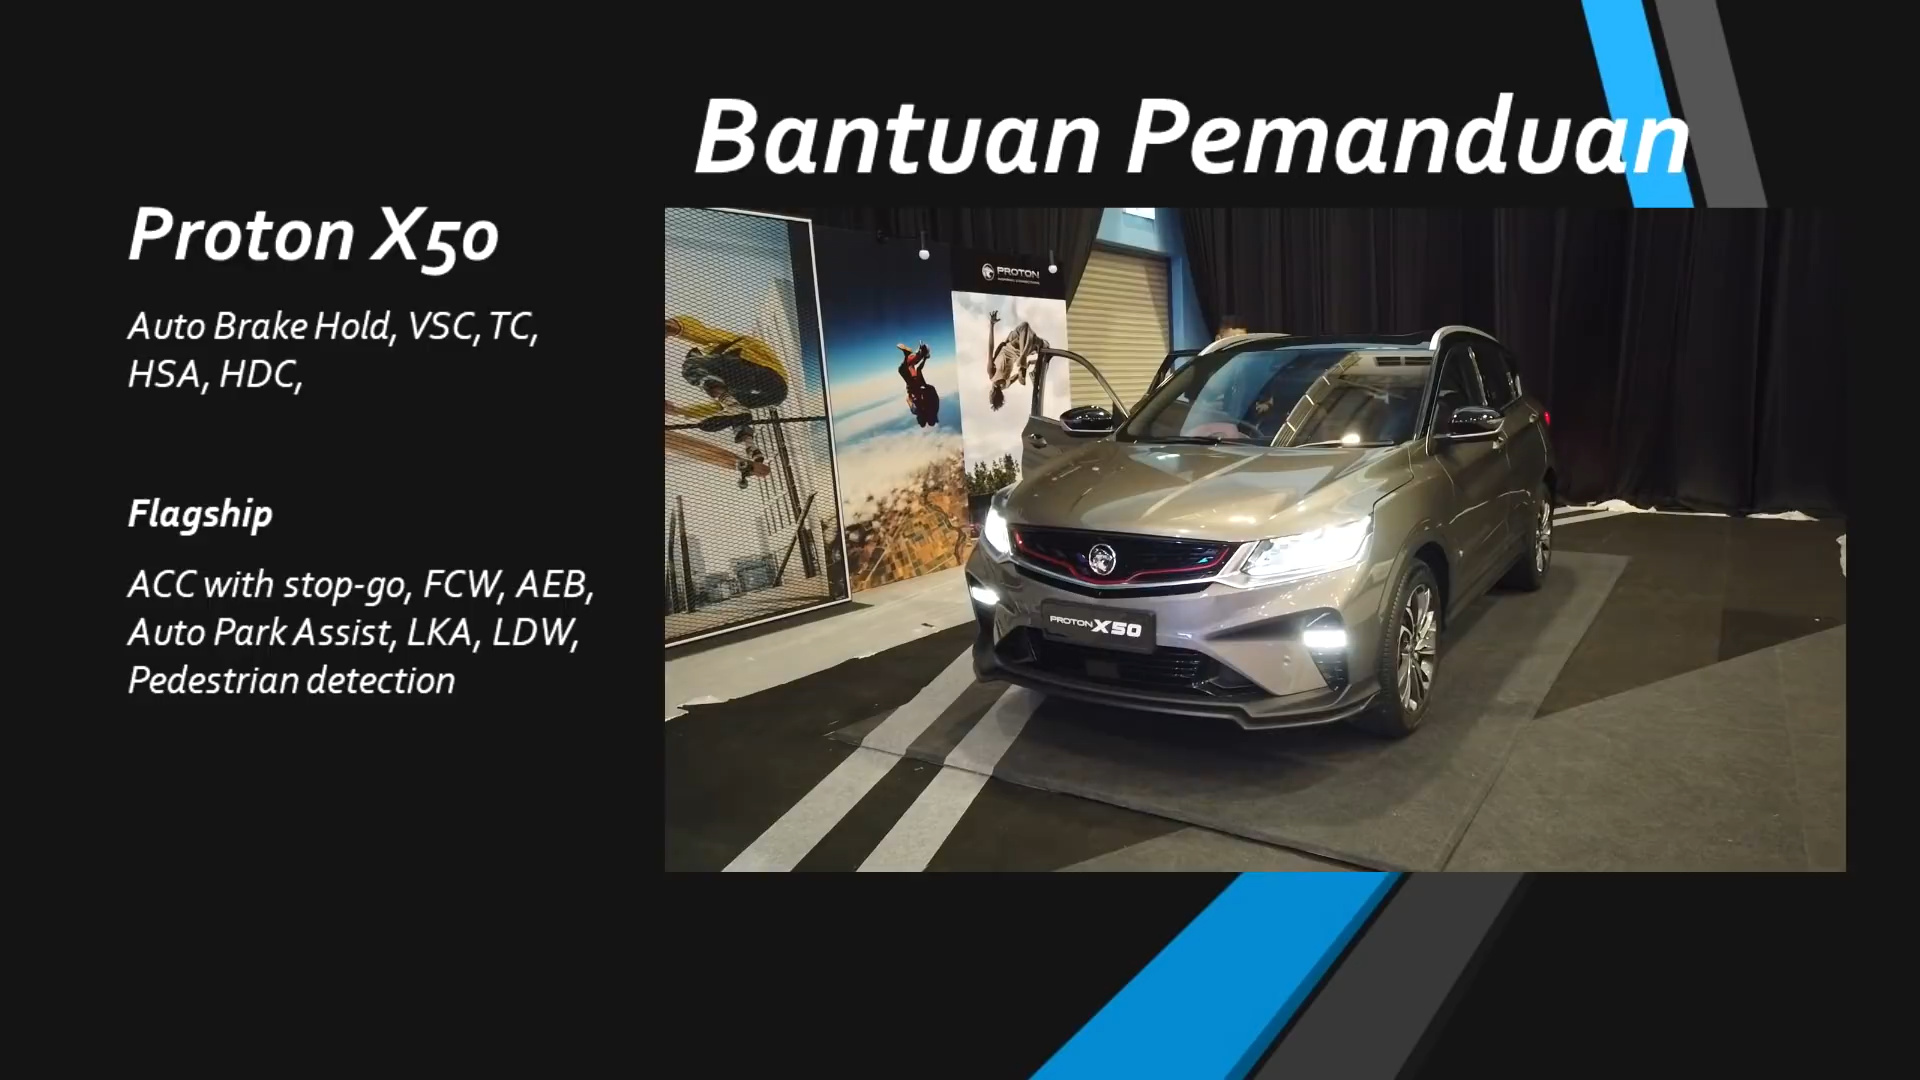 Bantuan Pemanduan
Proton X50
Auto Brake Hold, VSC, TC,
HSA, HDC,
Flagship
ACC with stop-go, FCW, AEB,
Auto Park Assist, LKA, LDW,
Pedestrian detection
PROTON
PROTON X50